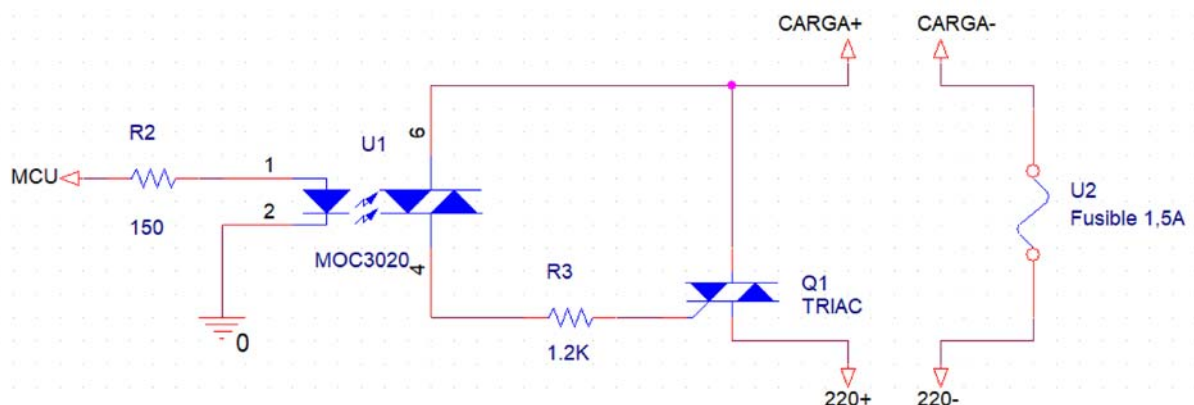 CARGA+
CARGA-
R2
U1
6
MCU
1
2
150
MOC3020
4
0
R3
1.2K
Q1
TRIAC
U2
Fusible 1,5A
220+
220-